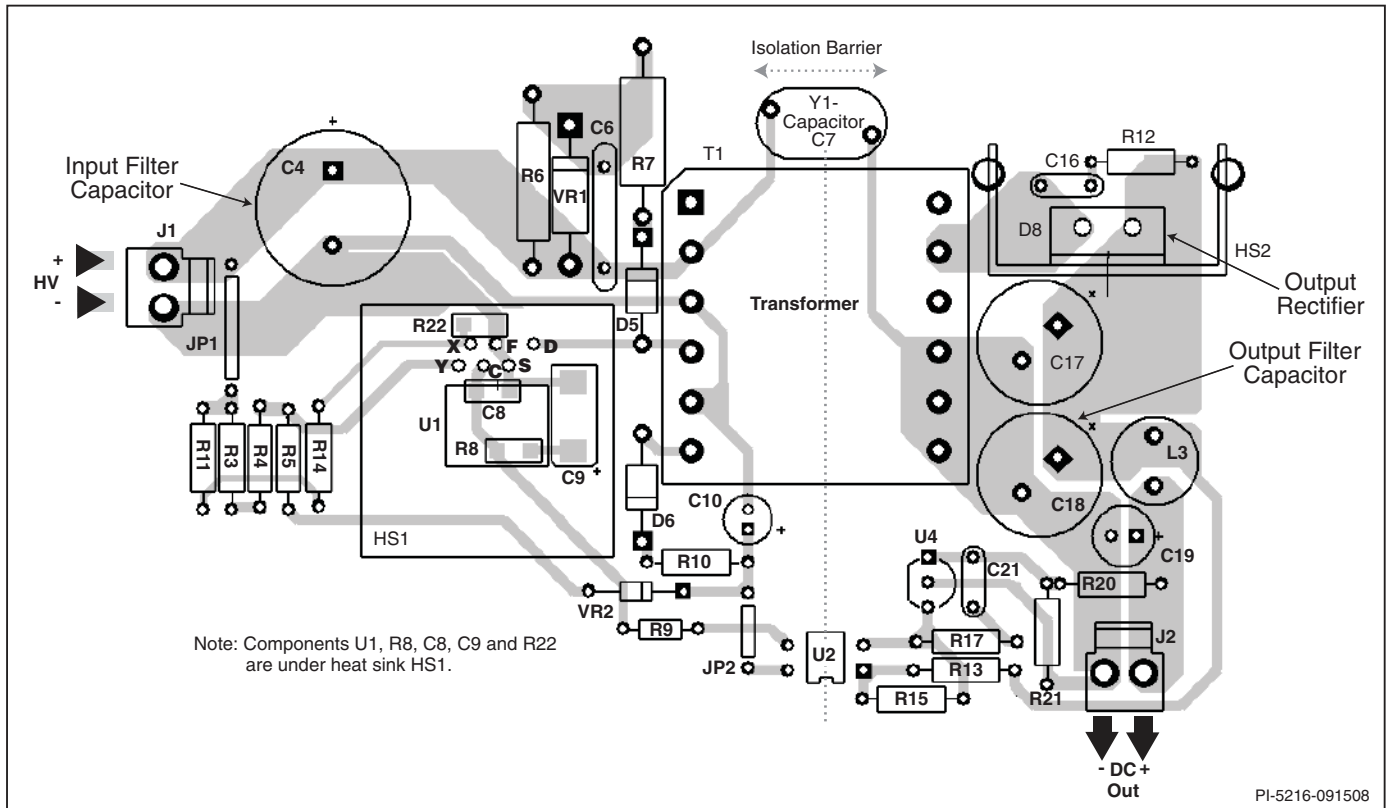 Isolation Barrier
Y1-
Capacitor
C7
+
C4
Input Filter
Capacitor
C6
R6
VR1
R7
T1
R12
C16
D8
HS2
Output
Rectifier
J1
+
HV
-
JP1
Transformer
D5
R22
X F D
Y C S
U1
C8
R8
C9
+
x
C17
Output Filter
Capacitor
x
C18
L3
R11
R3
R4
R5
R14
HS1
D6
C10
+
R10
VR2
R9
JP2
U2
U4
C21
C19
+
R20
R17
R13
R15
R21
J2
Note: Components U1, R8, C8, C9 and R22
are under heat sink HS1.
- DC +
Out
PI-5216-091508